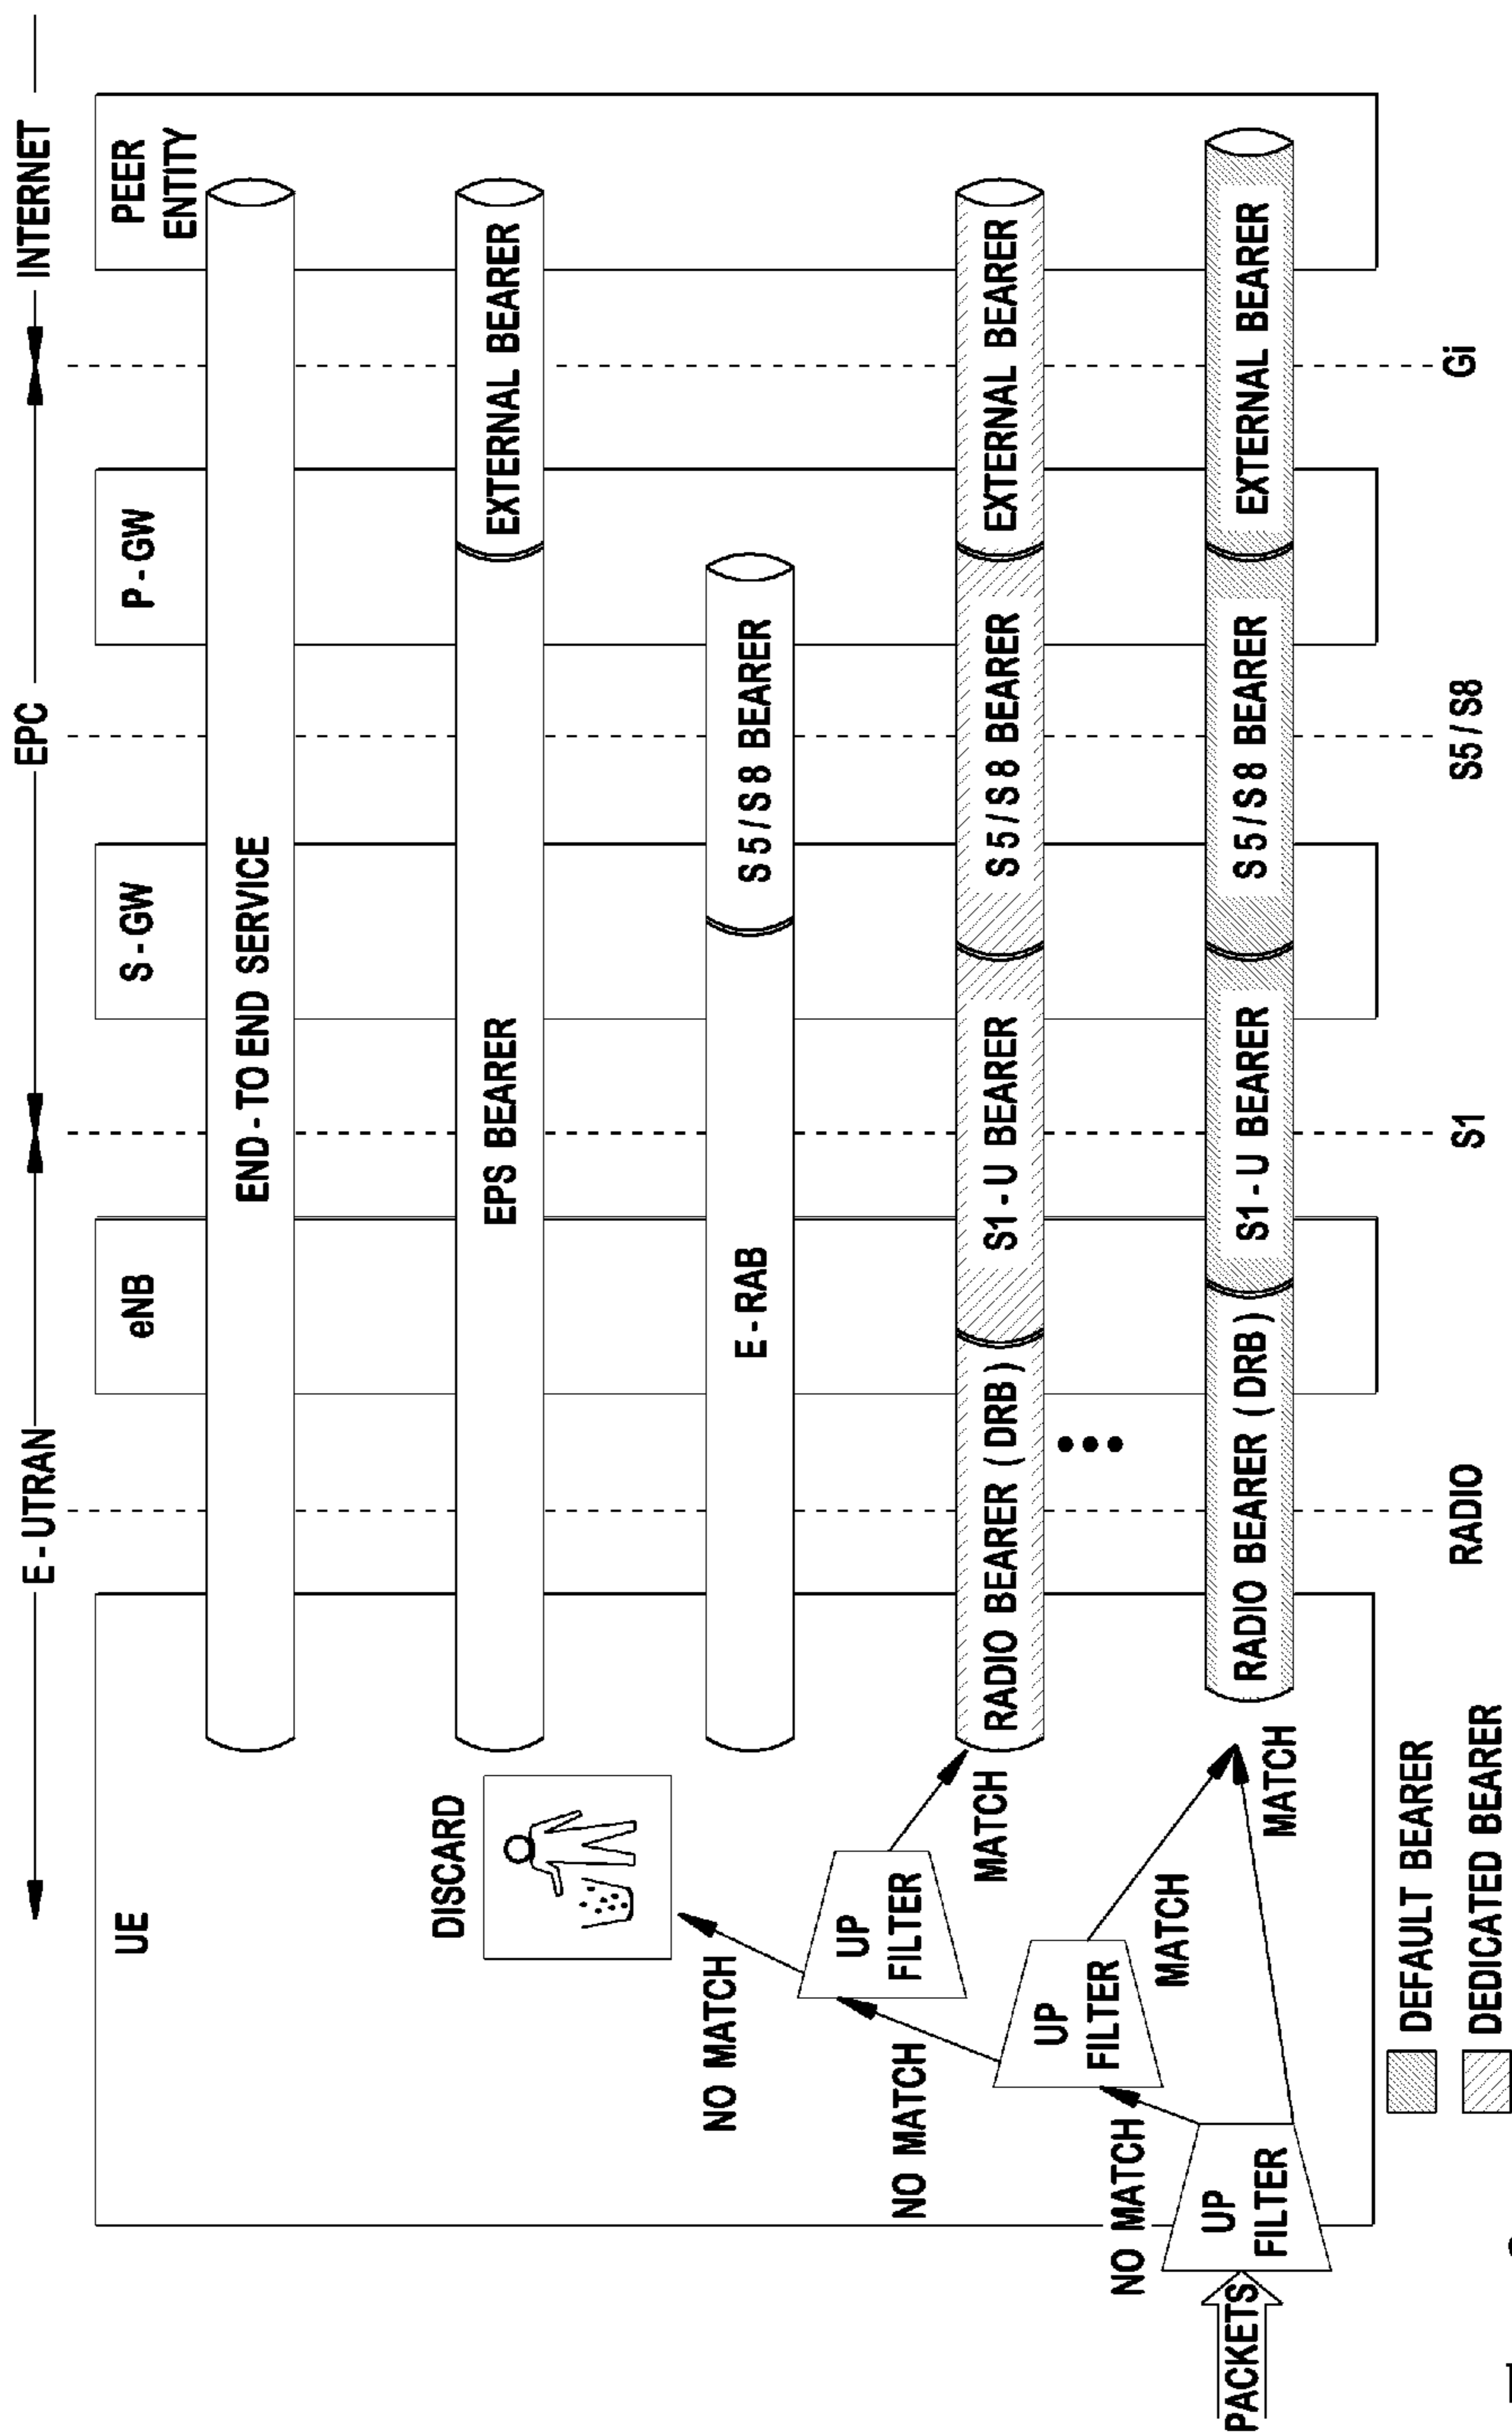 E-UTRAN
EPC
INTERNET
UE
eNB
S-GW
P-GW
PEER
ENTITY
END-TO END SERVICE
EPS BEARER
EXTERNAL BEARER
DISCARD
E-RAB
S5/S8 BEARER
NO MATCH
UP
FILTER
MATCH
RADIO BEARER (DRB)
S1-U BEARER
S5/S8 BEARER
EXTERNAL BEARER
NO MATCH
UP
FILTER
MATCH
NO MATCH
PACKETS
UP
FILTER
MATCH
RADIO BEARER (DRB)
S1-U BEARER
S5/S8 BEARER
EXTERNAL BEARER
DEFAULT BEARER
DEDICATED BEARER
RADIO
S1
S5/S8
Gi